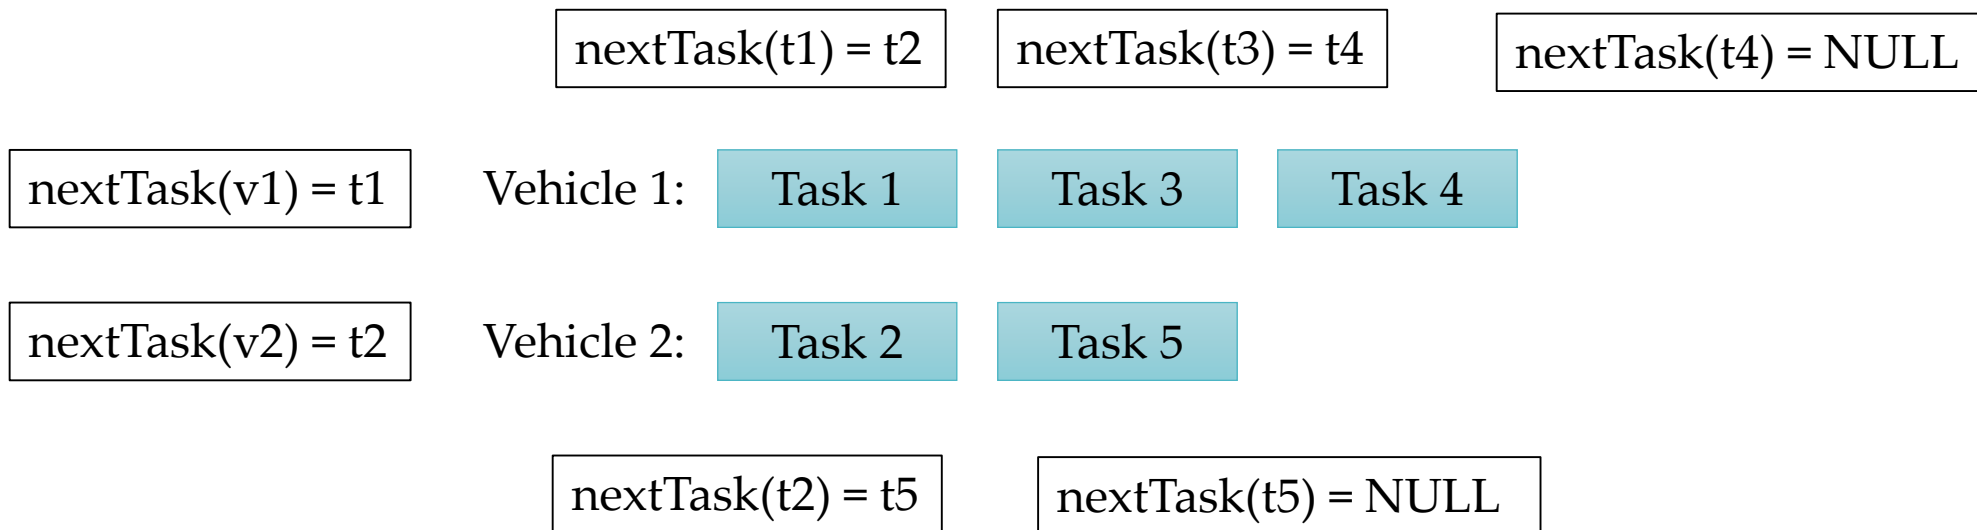 nextTask(t1) = t2 nextTask(t3) = t4 nextTask(t4) = NULL
nextTask(v1) = t1 Vehicle 1: Task 1 Task 3 Task 4
nextTask(v2) = t2 Vehicle 2: Task 2 Task 5
nextTask(t2) = t5 nextTask(t5) = NULL